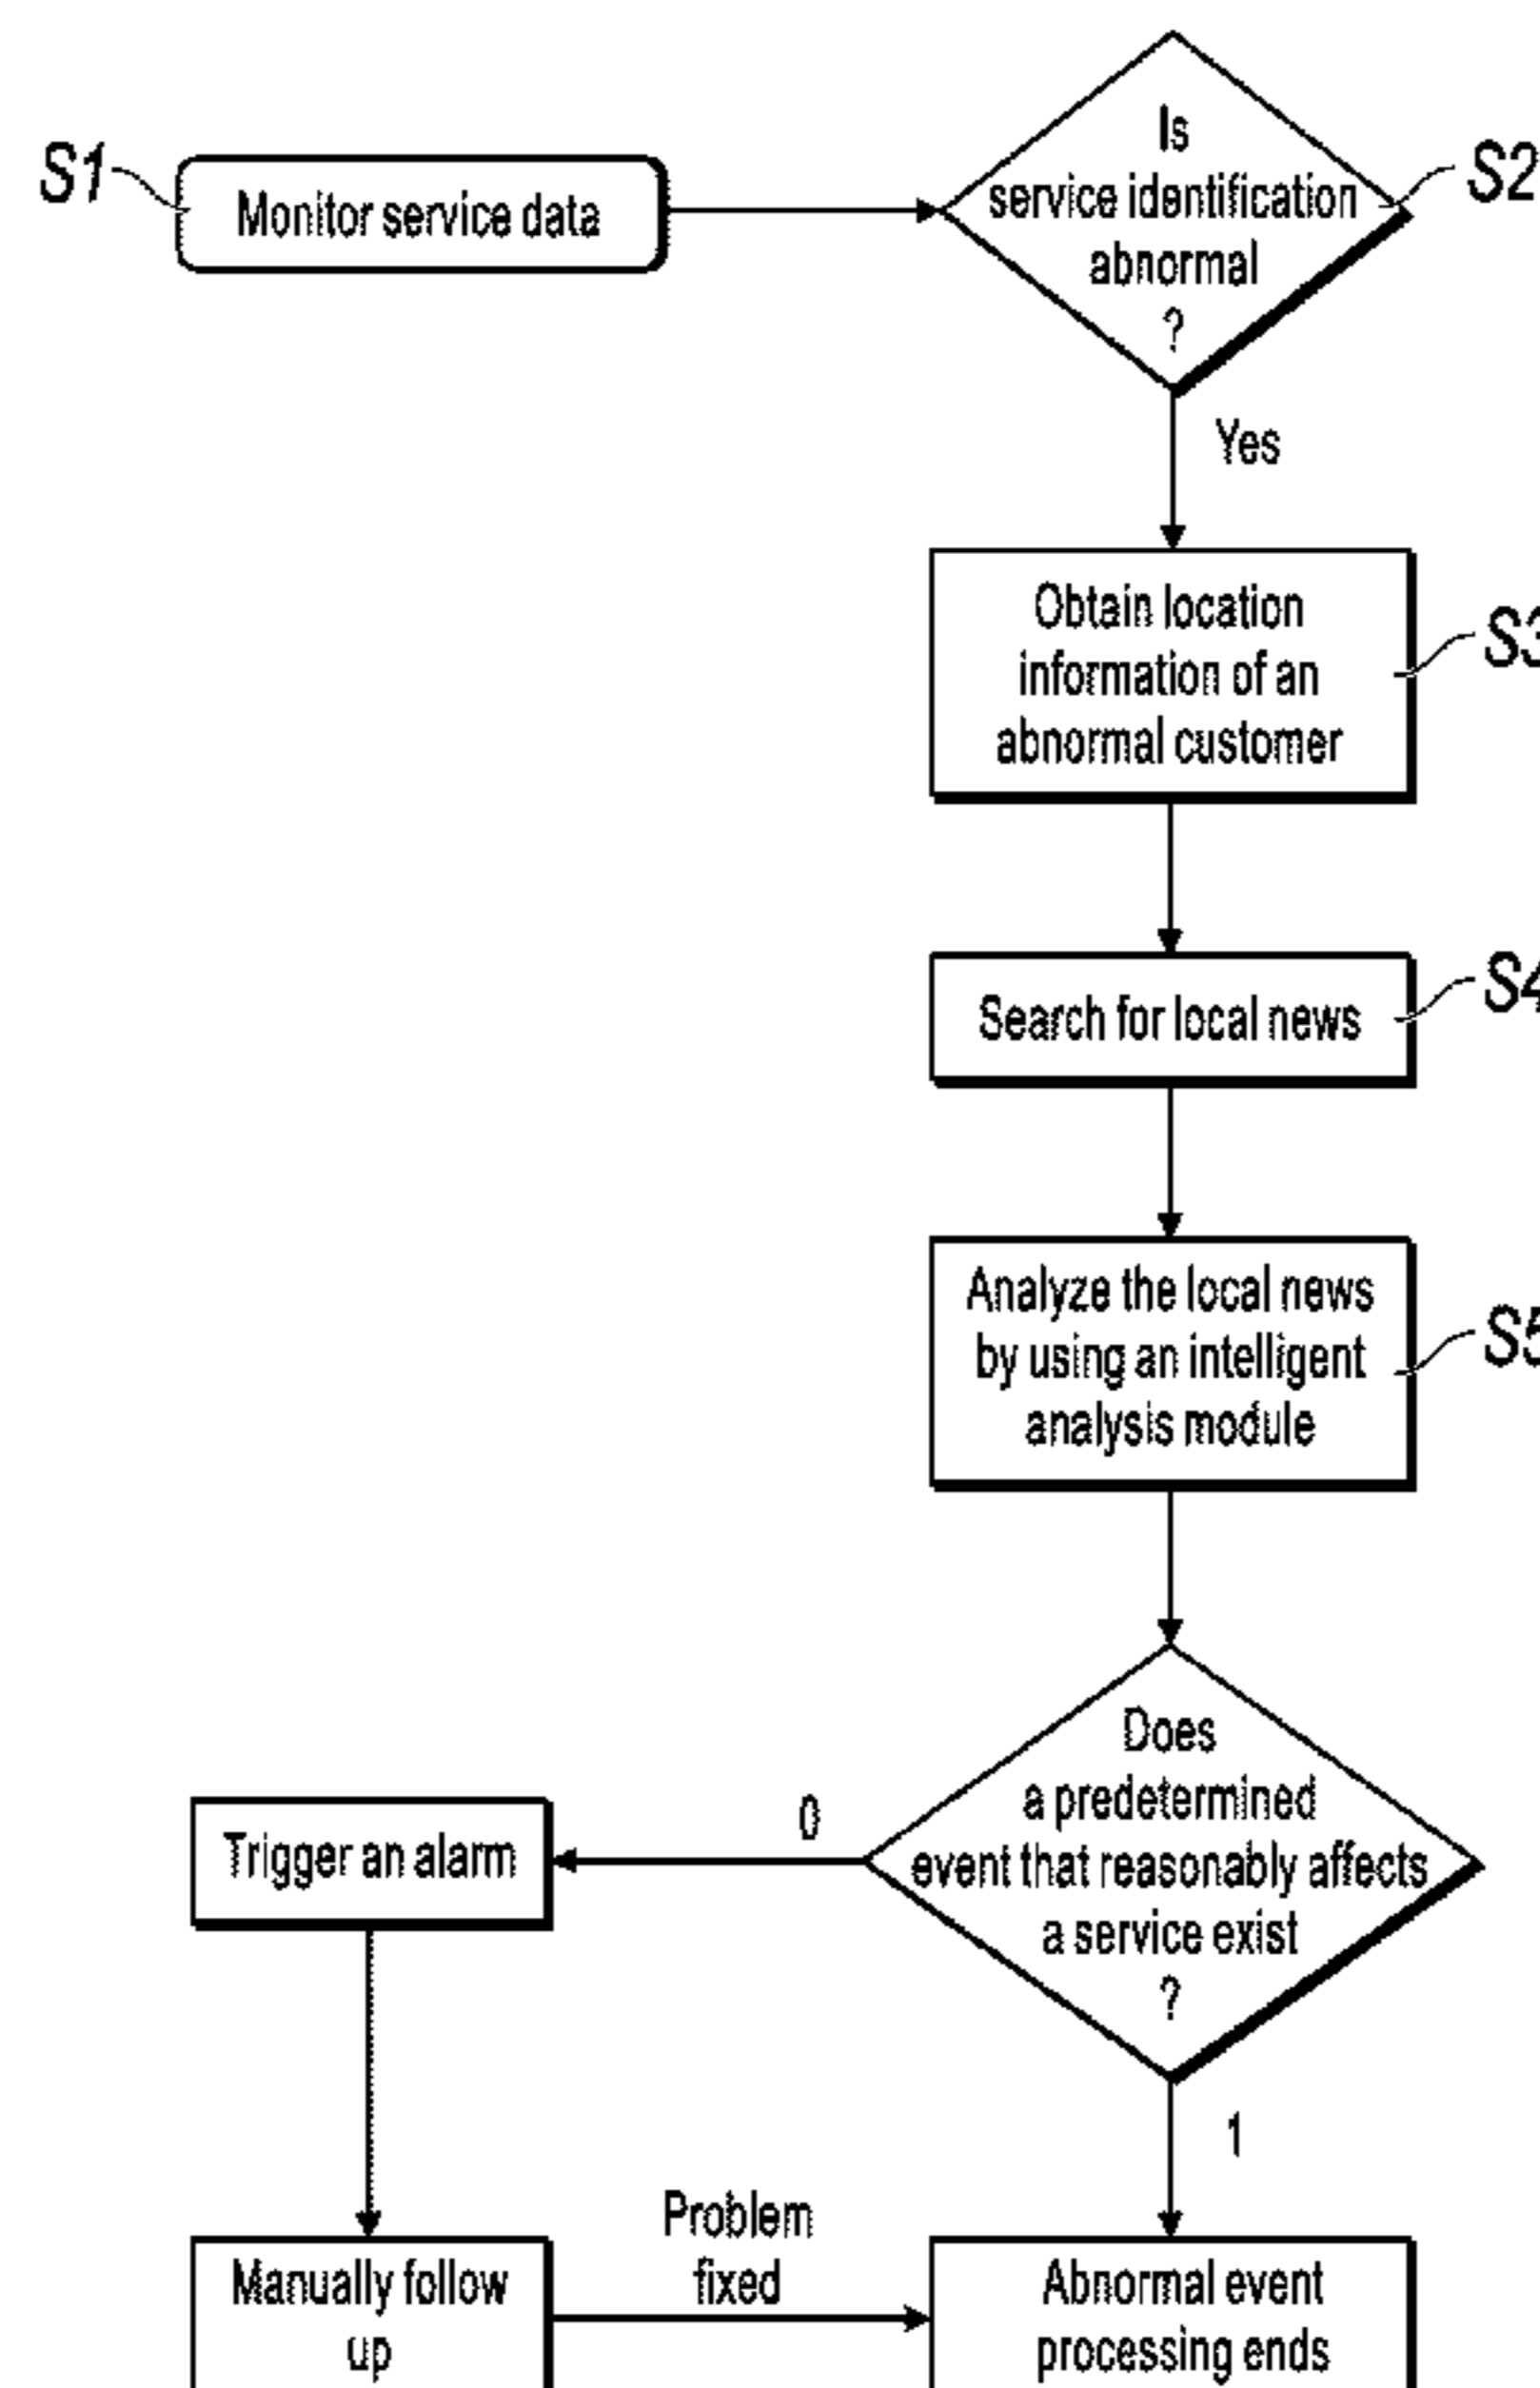 S1
Monitor service data
Is
service identification
abnormal
?
S2
Yes
Obtain location
information of an
abnormal customer
S3
Search for local news
S4
Analyze the local news
by using an intelligent
analysis module
S5
Does
a predetermined
event that reasonably affects
a service exist
?
0
Trigger an alarm
1
Manually follow
up
Problem
fixed
Abnormal event
processing ends